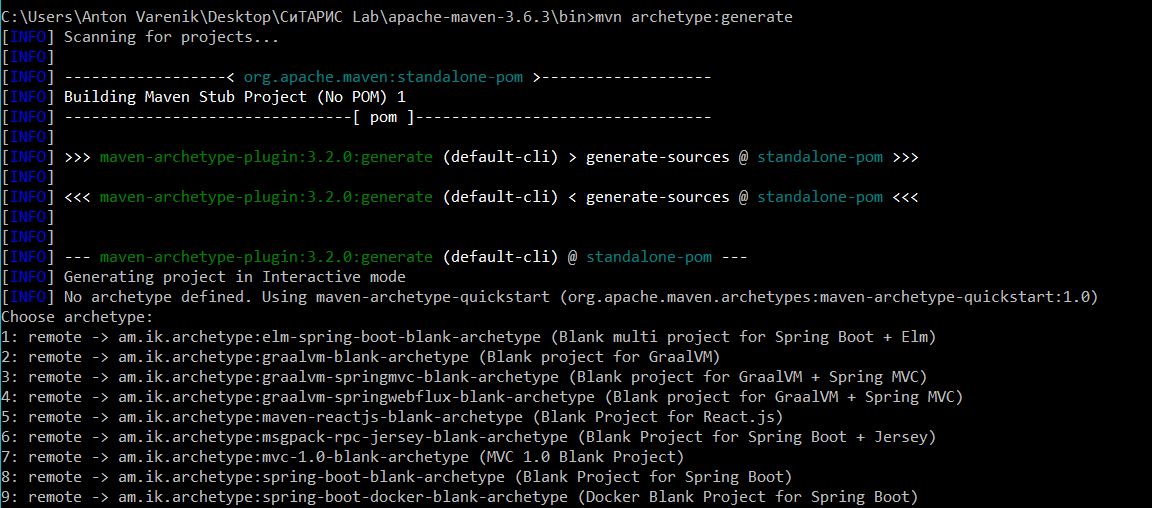 C:\Users\Anton Varenik\Desktop\СиТАРИС Lab\apache-maven-3.6.3\bin>mvn archetype:generate
[INFO] Scanning for projects...
[INFO]
[INFO] ------------------< org.apache.maven:standalone-pom >-------------------
[INFO] Building Maven Stub Project (No POM) 1
[INFO] --------------------------------[ pom ]---------------------------------
[INFO]
[INFO] >>> maven-archetype-plugin:3.2.0:generate (default-cli) > generate-sources @ standalone-pom >>>
[INFO]
[INFO] <<< maven-archetype-plugin:3.2.0:generate (default-cli) < generate-sources @ standalone-pom <<<
[INFO]
[INFO]
[INFO] --- maven-archetype-plugin:3.2.0:generate (default-cli) @ standalone-pom ---
[INFO] Generating project in Interactive mode
[INFO] No archetype defined. Using maven-archetype-quickstart (org.apache.maven.archetypes:maven-archetype-quickstart:1.0)
Choose archetype:
1: remote -> am.ik.archetype:elm-spring-boot-blank-archetype (Blank multi project for Spring Boot + Elm)
2: remote -> am.ik.archetype:graalvm-blank-archetype (Blank project for GraalVM)
3: remote -> am.ik.archetype:graalvm-springmvc-blank-archetype (Blank project for GraalVM + Spring MVC)
4: remote -> am.ik.archetype:graalvm-springwebflux-blank-archetype (Blank project for GraalVM + Spring MVC)
5: remote -> am.ik.archetype:maven-reactjs-blank-archetype (Blank Project for React.js)
6: remote -> am.ik.archetype:msgpack-rpc-jersey-blank-archetype (Blank Project for Spring Boot + Jersey)
7: remote -> am.ik.archetype:mvc-1.0-blank-archetype (MVC 1.0 Blank Project)
8: remote -> am.ik.archetype:spring-boot-blank-archetype (Blank Project for Spring Boot)
9: remote -> am.ik.archetype:spring-boot-docker-blank-archetype (Docker Blank Project for Spring Boot)